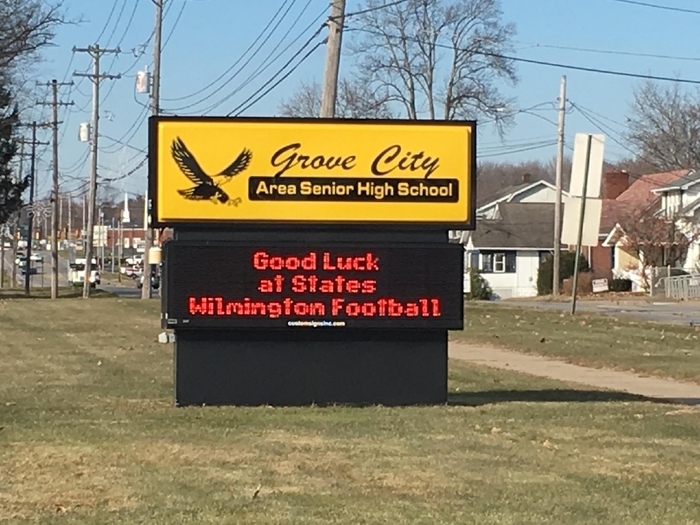 Grove City
Area Senior High School
Good Luck
at States
Wilmington Football
customsignsinc.com